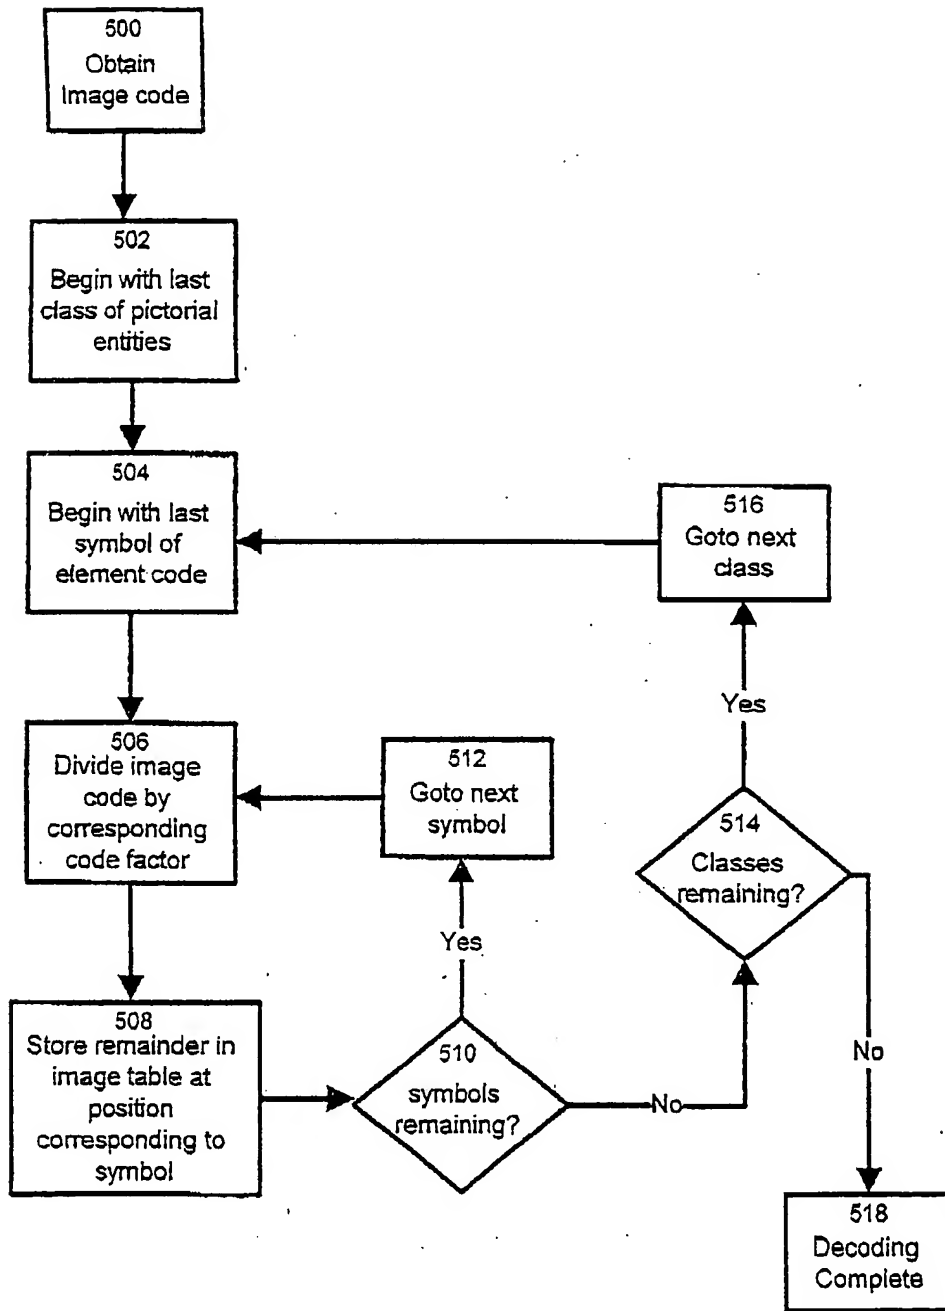 500
Obtain
Image code
502
Begin with last
class of pictorial
entities
504
Begin with last
symbol of
element code
516
Goto next
class
Yes
506
Divide image
code by
corresponding
code factor
512
Goto next
symbol
514
Classes
remaining?
Yes
508
Store remainder in
image table at
position
corresponding to
symbol
510
symbols
remaining?
No
No
518
Decoding
Complete